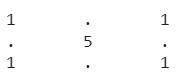 1 . 1
. 5 .
1 . 1